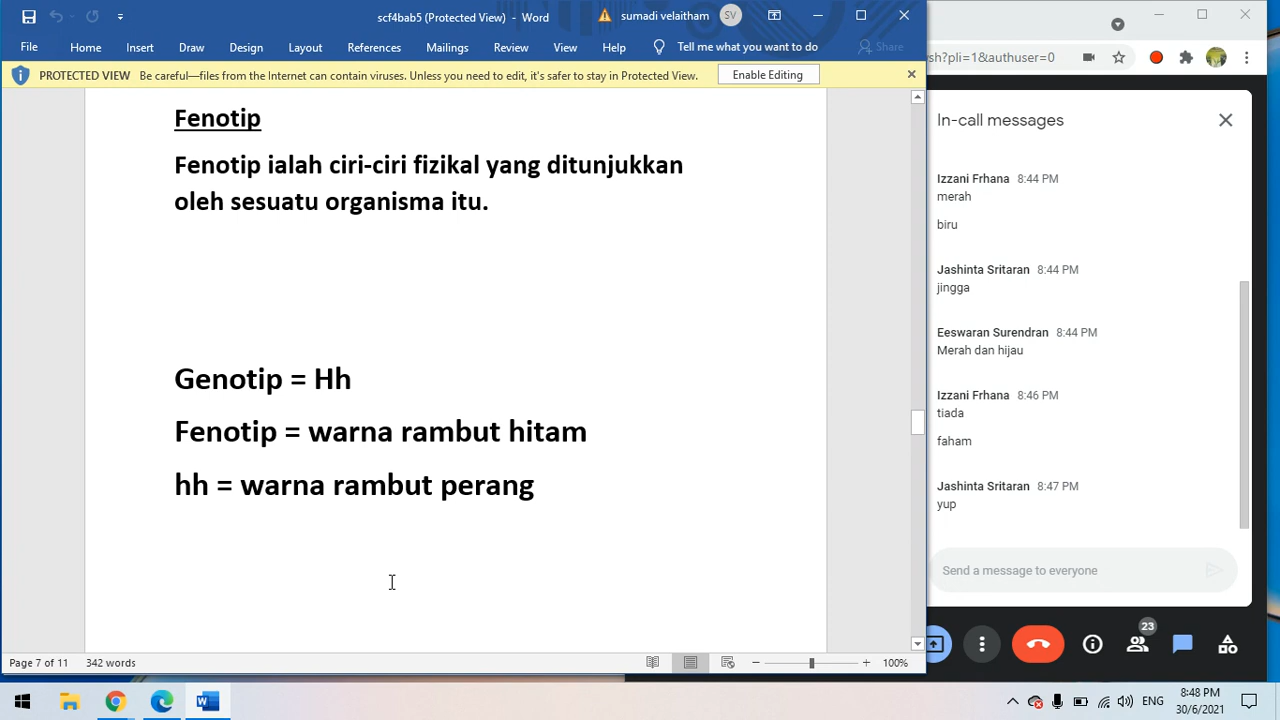 scf4bab5 (Protected View) - Word
sumadi velaitham
SV
File Home Insert Draw Design Layout References Mailings Review View Help Tell me what you want to do Share
PROTECTED VIEW Be careful—files from the Internet can contain viruses. Unless you need to edit, it's safer to stay in Protected View. Enable Editing
Fenotip
Fenotip ialah ciri-ciri fizikal yang ditunjukkan
oleh sesuatu organisma itu.
Genotip = Hh
Fenotip = warna rambut hitam
hh = warna rambut perang
Page 7 of 11 342 words
100%
sh?pli=1&authuser=0
In-call messages
Izzani Frhana 8:44 PM
merah
biru
Jashinta Sritaran 8:44 PM
jingga
Eeswaran Surendran 8:44 PM
Merah dan hijau
Izzani Frhana 8:46 PM
tiada
faham
Jashinta Sritaran 8:47 PM
yup
Send a message to everyone
23
ENG
8:48 PM
30/6/2021